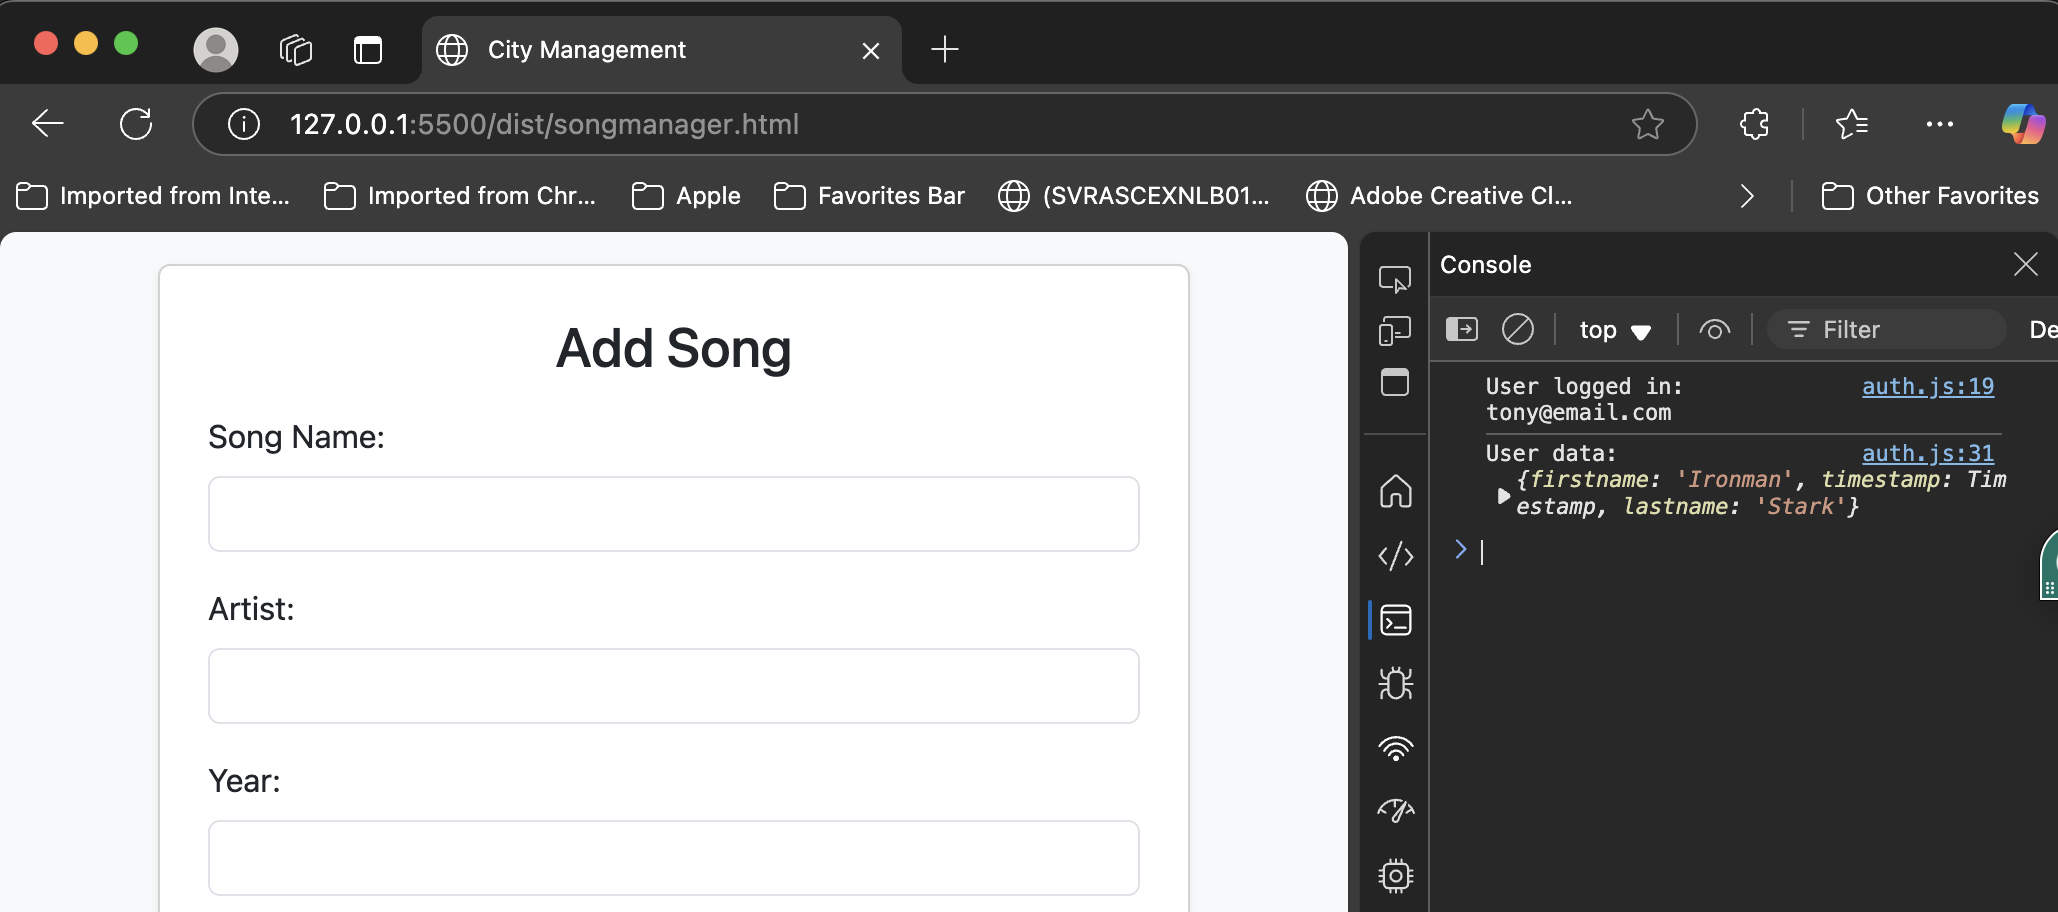 City Management
127.0.0.1:5500/dist/songmanager.html
Imported from Inte... Imported from Chr... Apple Favorites Bar (SVRASCEXNLB01... Adobe Creative Cl... Other Favorites
Add Song
Song Name:
Artist:
Year:
Console
top Filter De
User logged in: auth.js:19
tony@email.com
User data: auth.js:31
{firstname: 'Ironman', timestamp: Tim
estamp, lastname: 'Stark'}